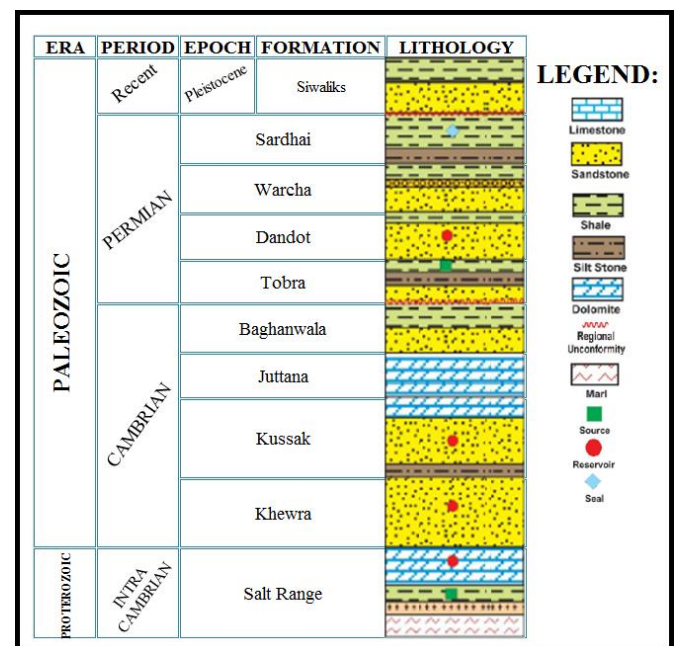 ERA PERIOD EPOCH FORMATION LITHOLOGY
PALEOZOIC
Recent
Pleistocene
Siwaliks
PERMIAN
Sardhai
Warcha
Dandot
Tobra
CAMBRIAN
Baghanwala
Juttana
Kussak
Khewra
PROTEROZOIC
INTRA
CAMBRIAN
Salt Range
LEGEND:
Limestone
Sandstone
Shale
Silt Stone
Dolomite
Regional
Unconformity
Marl
Source
Reservoir
Seal